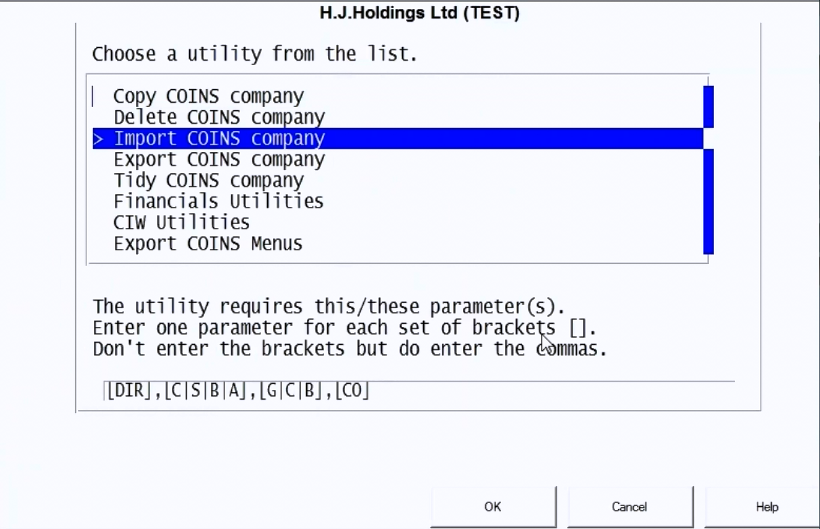 H.J.Holdings Ltd (TEST)
Choose a utility from the list.
Copy COINS company
Delete COINS company
> Import COINS company
Export COINS company
Tidy COINS company
Financials Utilities
CIW Utilities
Export COINS Menus
The utility requires this/these parameter(s).
Enter one parameter for each set of brackets [].
Don't enter the brackets but do enter the commas.
[DIR],[C|S|B|A],[G|C|B],[CO]
OK Cancel Help